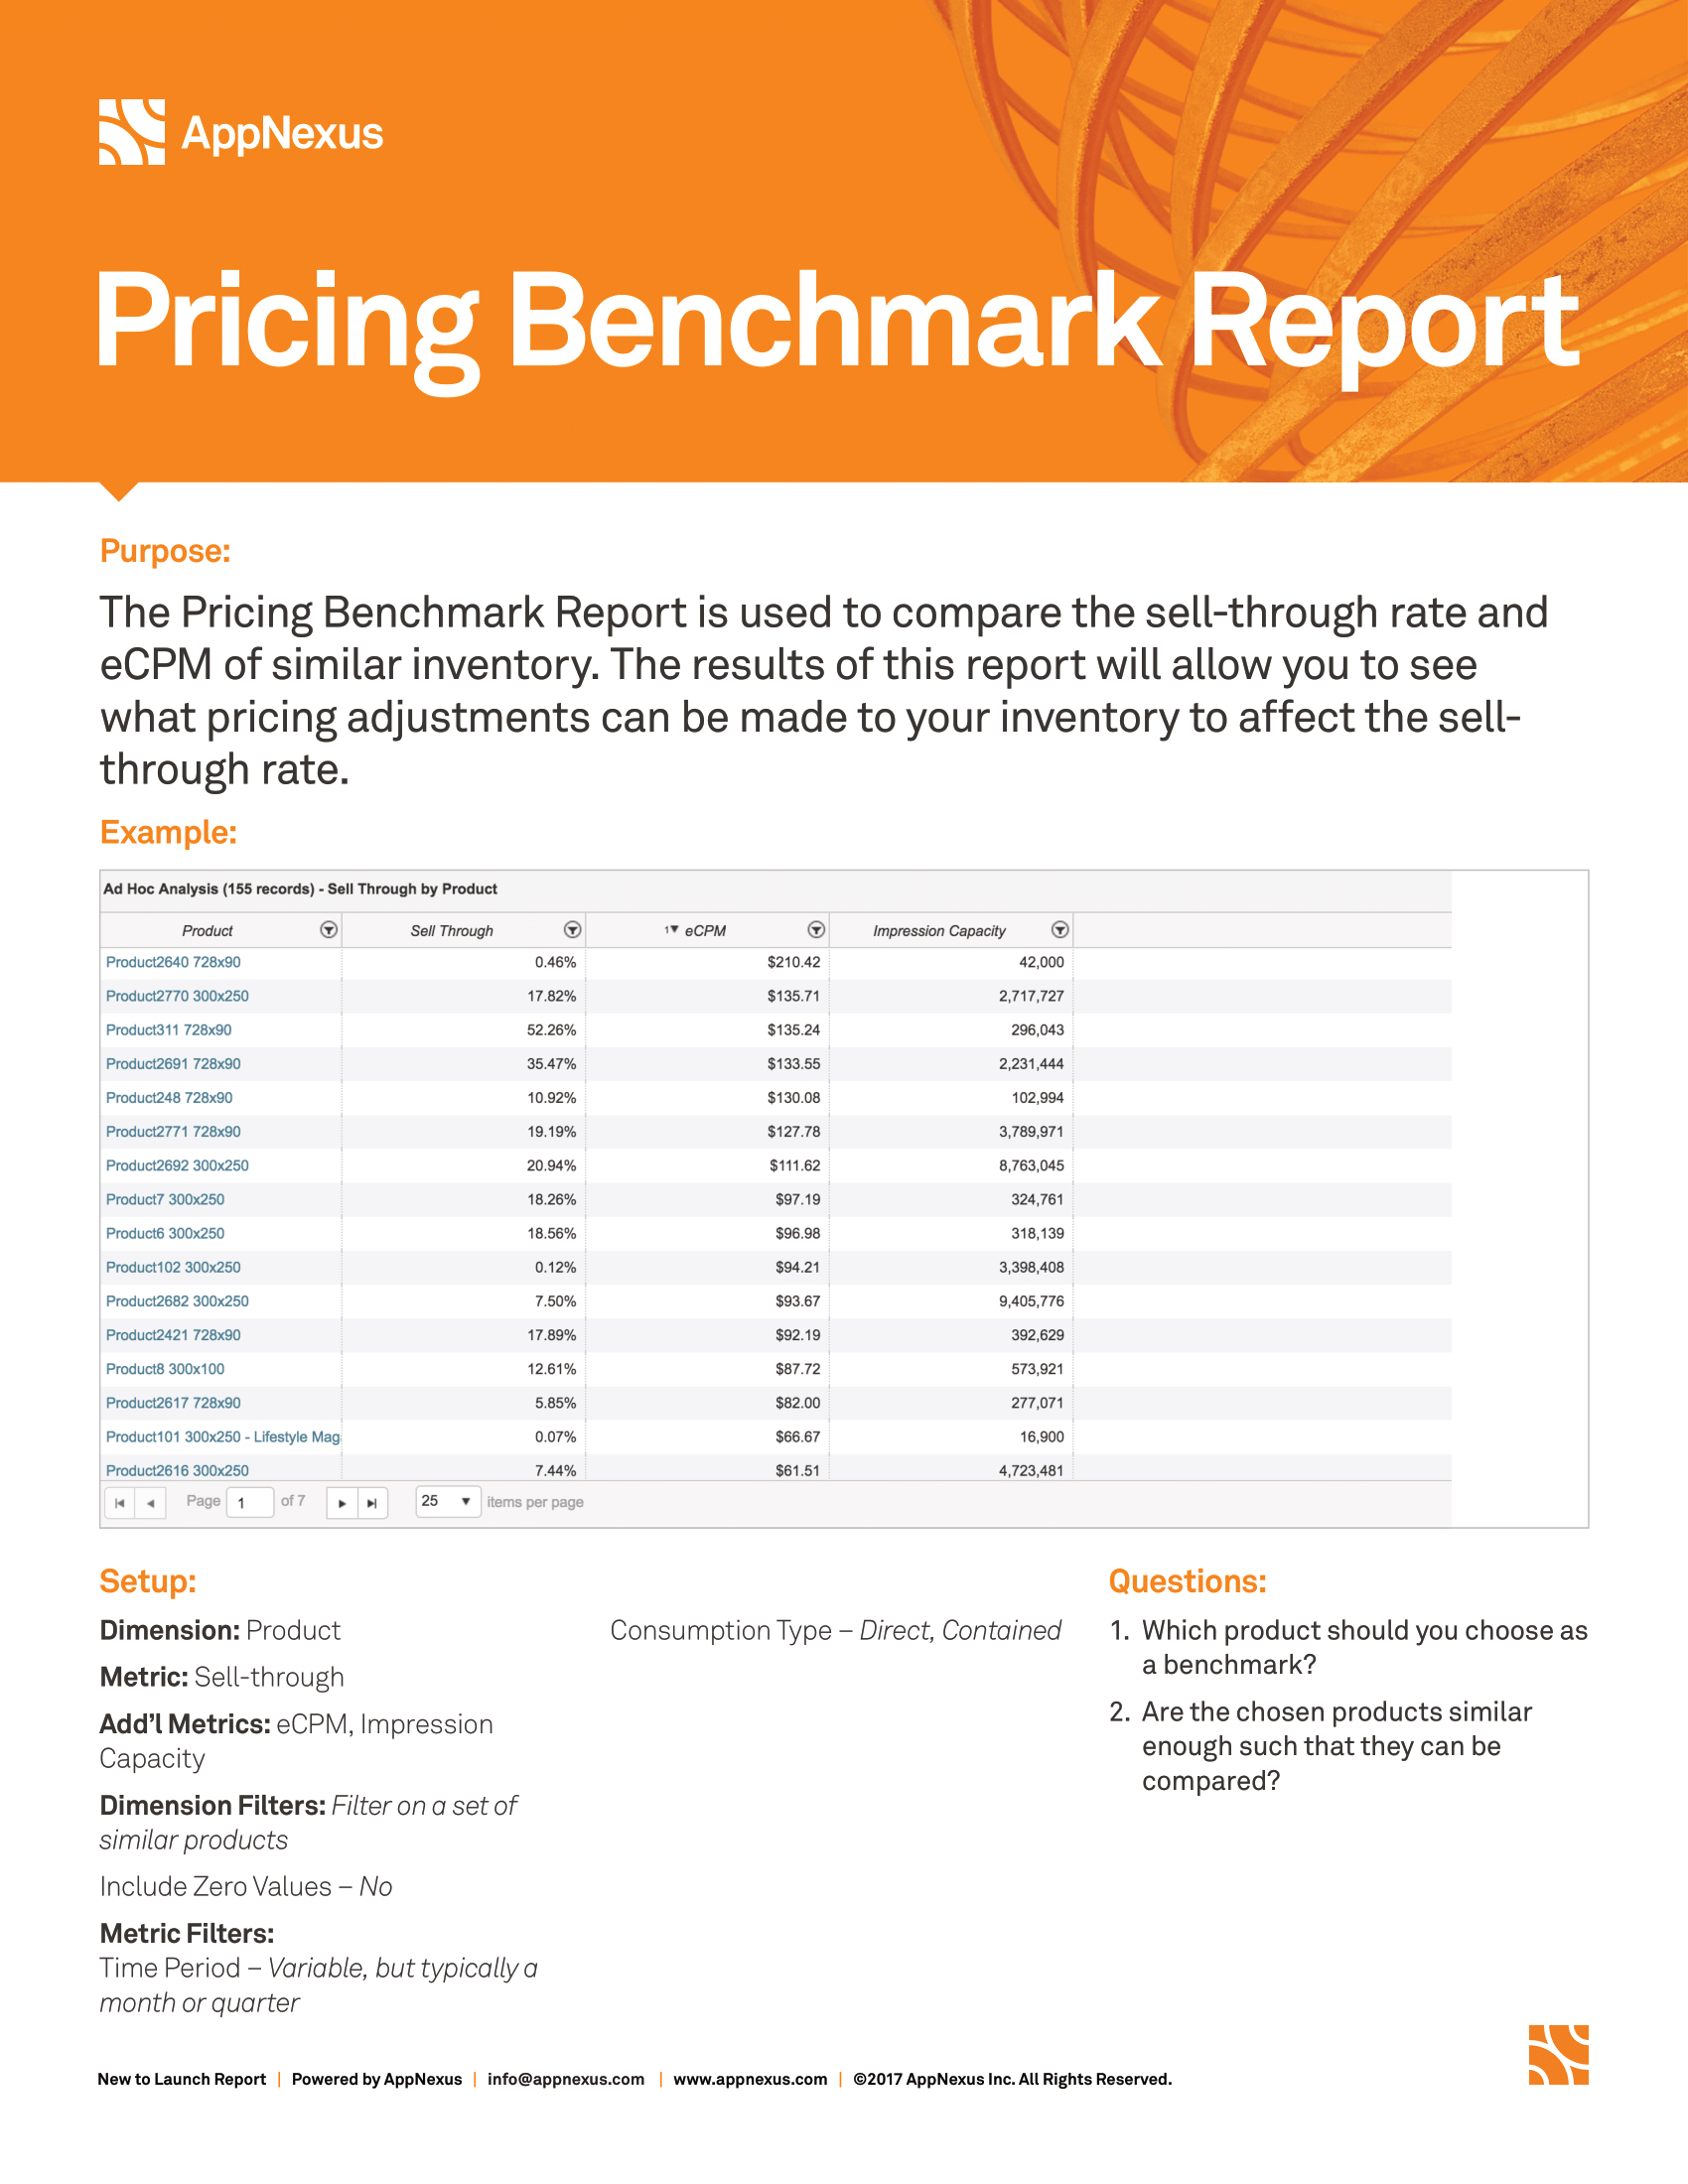 AppNexus
Pricing Benchmark Report
Purpose:
The Pricing Benchmark Report is used to compare the sell-through rate and
eCPM of similar inventory. The results of this report will allow you to see
what pricing adjustments can be made to your inventory to affect the sell-
through rate.
Example:
Ad Hoc Analysis (155 records) - Sell Through by Product
Product Sell Through 1▼ eCPM Impression Capacity
Product2640 728x90 0.46% $210.42 42,000
Product2770 300x250 17.82% $135.71 2,717,727
Product311 728x90 52.26% $135.24 296,043
Product2691 728x90 35.47% $133.55 2,231,444
Product248 728x90 10.92% $130.08 102,994
Product2771 728x90 19.19% $127.78 3,789,971
Product2692 300x250 20.94% $111.62 8,763,045
Product7 300x250 18.26% $97.19 324,761
Product6 300x250 18.56% $96.98 318,139
Product102 300x250 0.12% $94.21 3,398,408
Product2682 300x250 7.50% $93.67 9,405,776
Product2421 728x90 17.89% $92.19 392,629
Product8 300x100 12.61% $87.72 573,921
Product2617 728x90 5.85% $82.00 277,071
Product101 300x250 - Lifestyle Mag 0.07% $66.67 16,900
Product2616 300x250 7.44% $61.51 4,723,481
Page 1 of 7 25 ▼ items per page
Setup:
Dimension: Product
Metric: Sell-through
Add'l Metrics: eCPM, Impression
Capacity
Dimension Filters: Filter on a set of
similar products
Include Zero Values – No
Metric Filters:
Time Period – Variable, but typically a
month or quarter
Consumption Type – Direct, Contained
Questions:
1. Which product should you choose as
a benchmark?
2. Are the chosen products similar
enough such that they can be
compared?
New to Launch Report | Powered by AppNexus | info@appnexus.com | www.appnexus.com | ©2017 AppNexus Inc. All Rights Reserved.